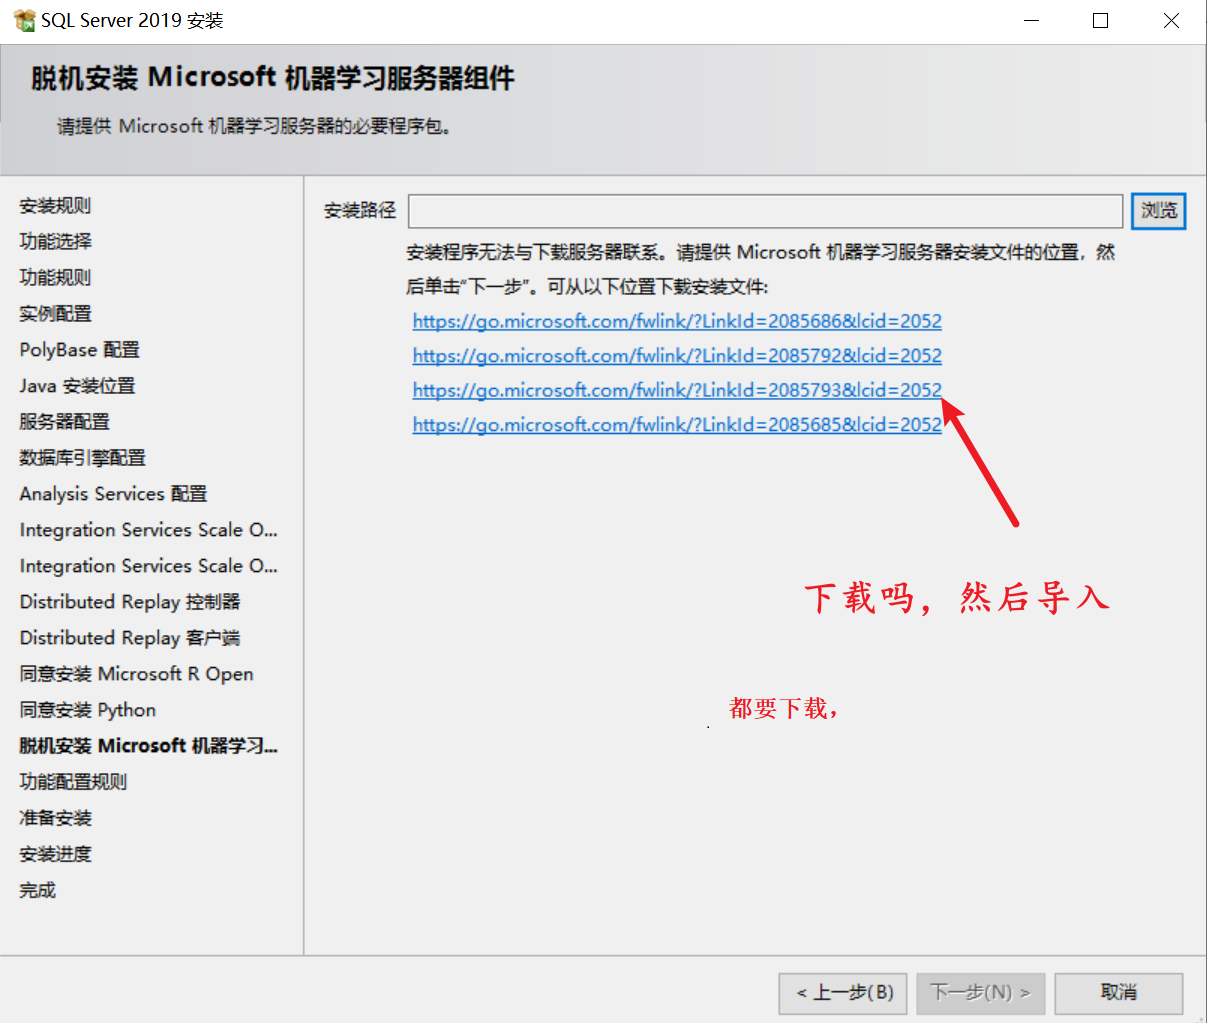 SQL Server 2019 安装
脱机安装 Microsoft 机器学习服务器组件
请提供 Microsoft 机器学习服务器的必要程序包。
安装规则
功能选择
功能规则
实例配置
PolyBase 配置
Java 安装位置
服务器配置
数据库引擎配置
Analysis Services 配置
Integration Services Scale O...
Integration Services Scale O...
Distributed Replay 控制器
Distributed Replay 客户端
同意安装 Microsoft R Open
同意安装 Python
脱机安装 Microsoft 机器学习...
功能配置规则
准备安装
安装进度
完成
安装路径
浏览
安装程序无法与下载服务器联系。请提供 Microsoft 机器学习服务器安装文件的位置，然
后单击“下一步”。可从以下位置下载安装文件:
https://go.microsoft.com/fwlink/?LinkId=2085686&lcid=2052
https://go.microsoft.com/fwlink/?LinkId=2085792&lcid=2052
https://go.microsoft.com/fwlink/?LinkId=2085793&lcid=2052
https://go.microsoft.com/fwlink/?LinkId=2085685&lcid=2052
下载吗，然后导入
都要下载，
< 上一步(B)
下一步(N) >
取消